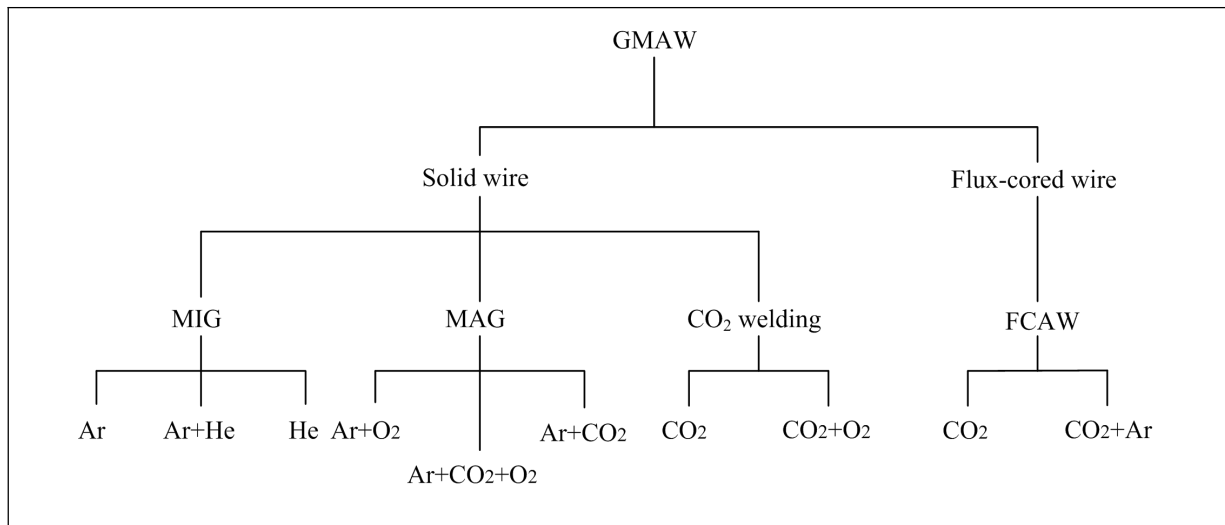 GMAW
Solid wire
Flux-cored wire
MIG
MAG
CO₂ welding
FCAW
Ar
Ar+He
He
Ar+O₂
Ar+CO₂+O₂
Ar+CO₂
CO₂
CO₂+O₂
CO₂
CO₂+Ar